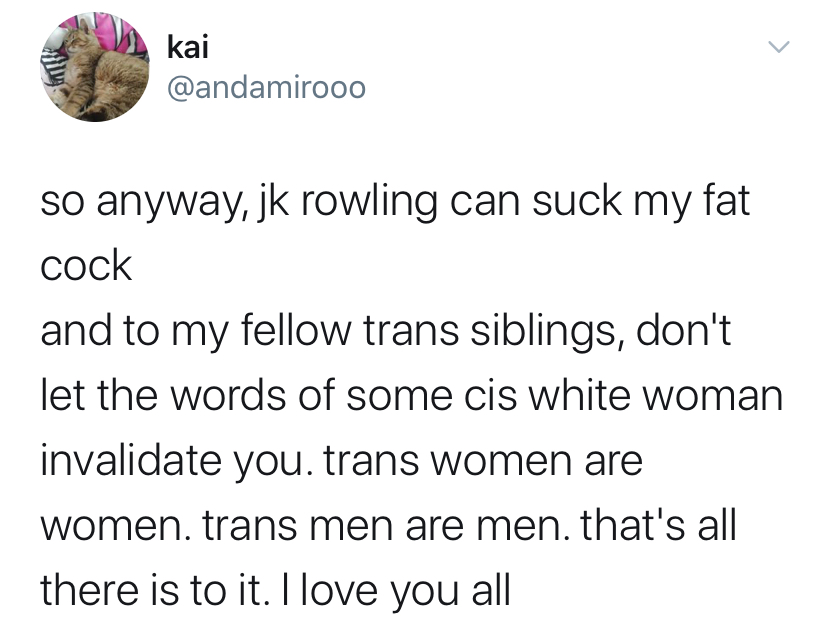 kai
@andamirooo
so anyway, jk rowling can suck my fat
cock
and to my fellow trans siblings, don't
let the words of some cis white woman
invalidate you. trans women are
women. trans men are men. that's all
there is to it. I love you all